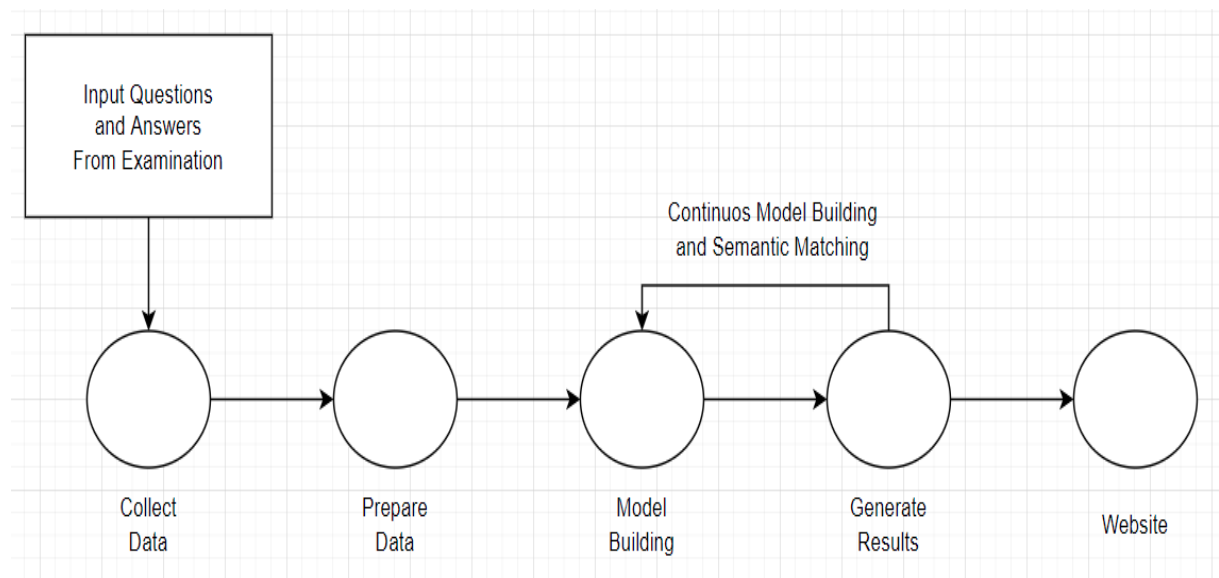 Input Questions
and Answers
From Examination
Continuos Model Building
and Semantic Matching
Collect
Data
Prepare
Data
Model
Building
Generate
Results
Website